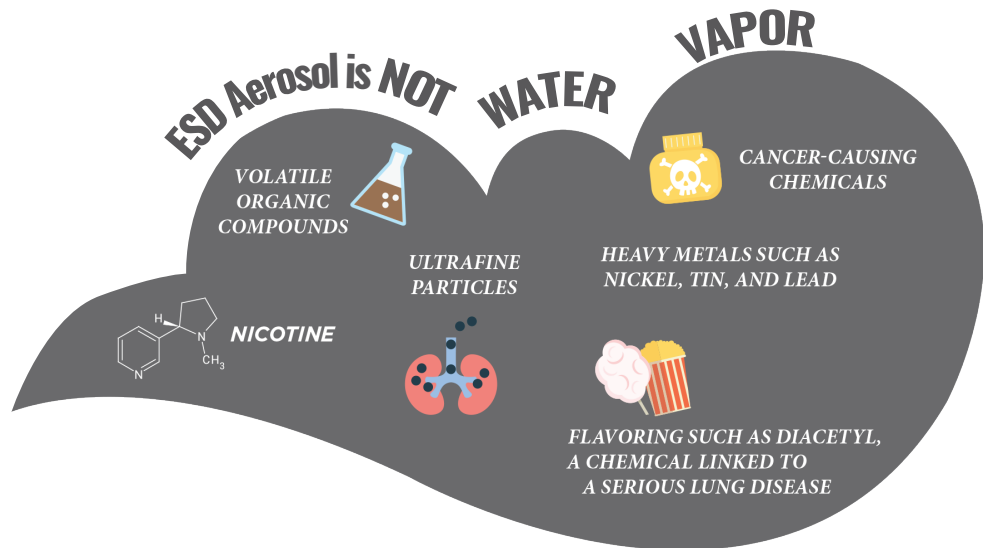 ESD Aerosol is NOT WATER VAPOR
VOLATILE
ORGANIC
COMPOUNDS
CANCER-CAUSING
CHEMICALS
ULTRAFINE
PARTICLES
HEAVY METALS SUCH AS
NICKEL, TIN, AND LEAD
H
N
CH3
N
NICOTINE
FLAVORING SUCH AS DIACETYL,
A CHEMICAL LINKED TO
A SERIOUS LUNG DISEASE